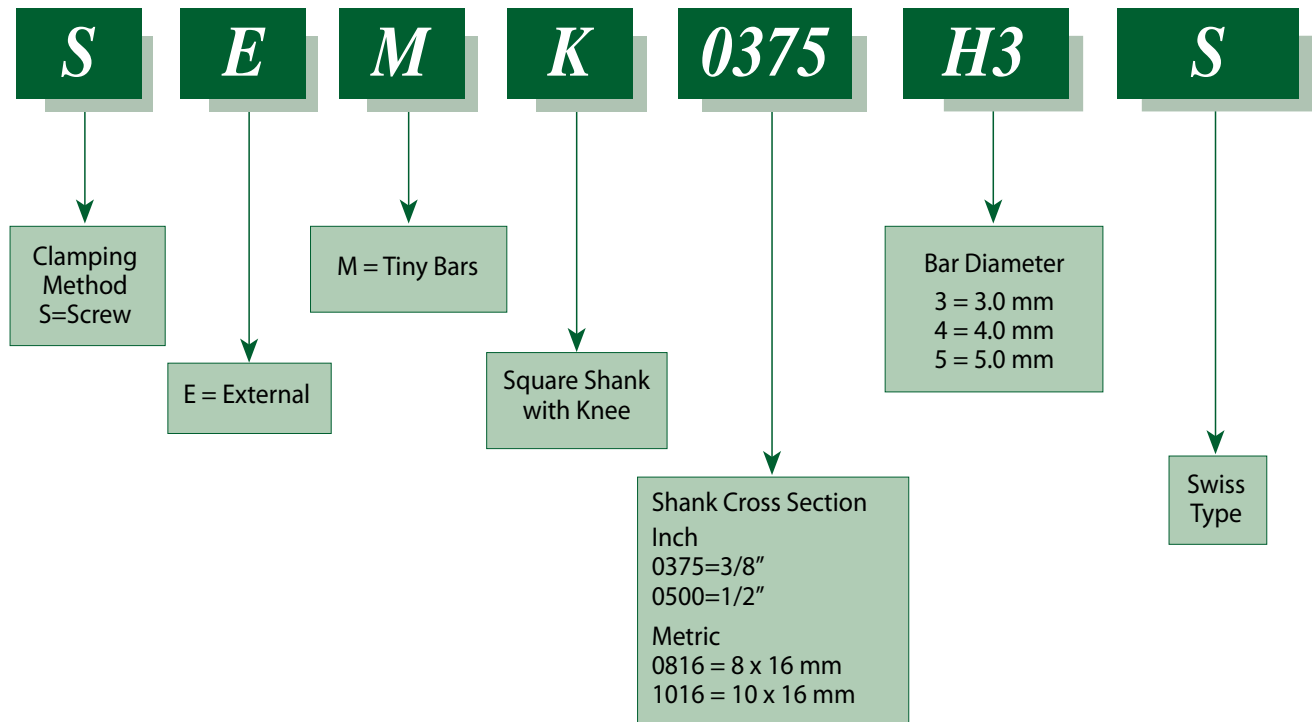 S E M K 0375 H3 S
Clamping
Method
S=Screw
E = External
M = Tiny Bars
Square Shank
with Knee
Shank Cross Section
Inch
0375=3/8”
0500=1/2”
Metric
0816 = 8 x 16 mm
1016 = 10 x 16 mm
Bar Diameter
3 = 3.0 mm
4 = 4.0 mm
5 = 5.0 mm
Swiss
Type